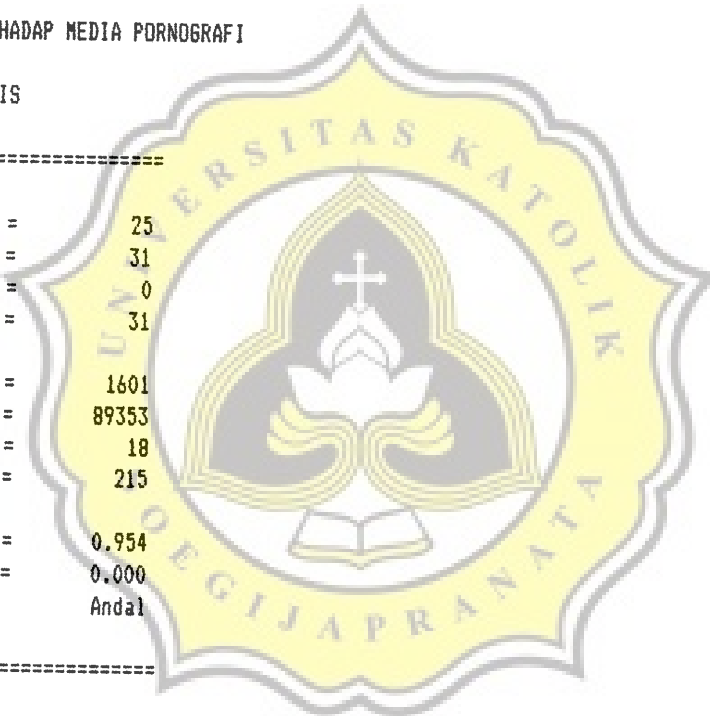 HADAP MEDIA PORNOGRAFI
IS
====================
= 25
= 31
= 0
= 31
= 1601
= 89353
= 18
= 215
= 0.954
= 0.000
Andal
====================
UNIVERSITAS KATOLIK
SOEGIJAPRANATA